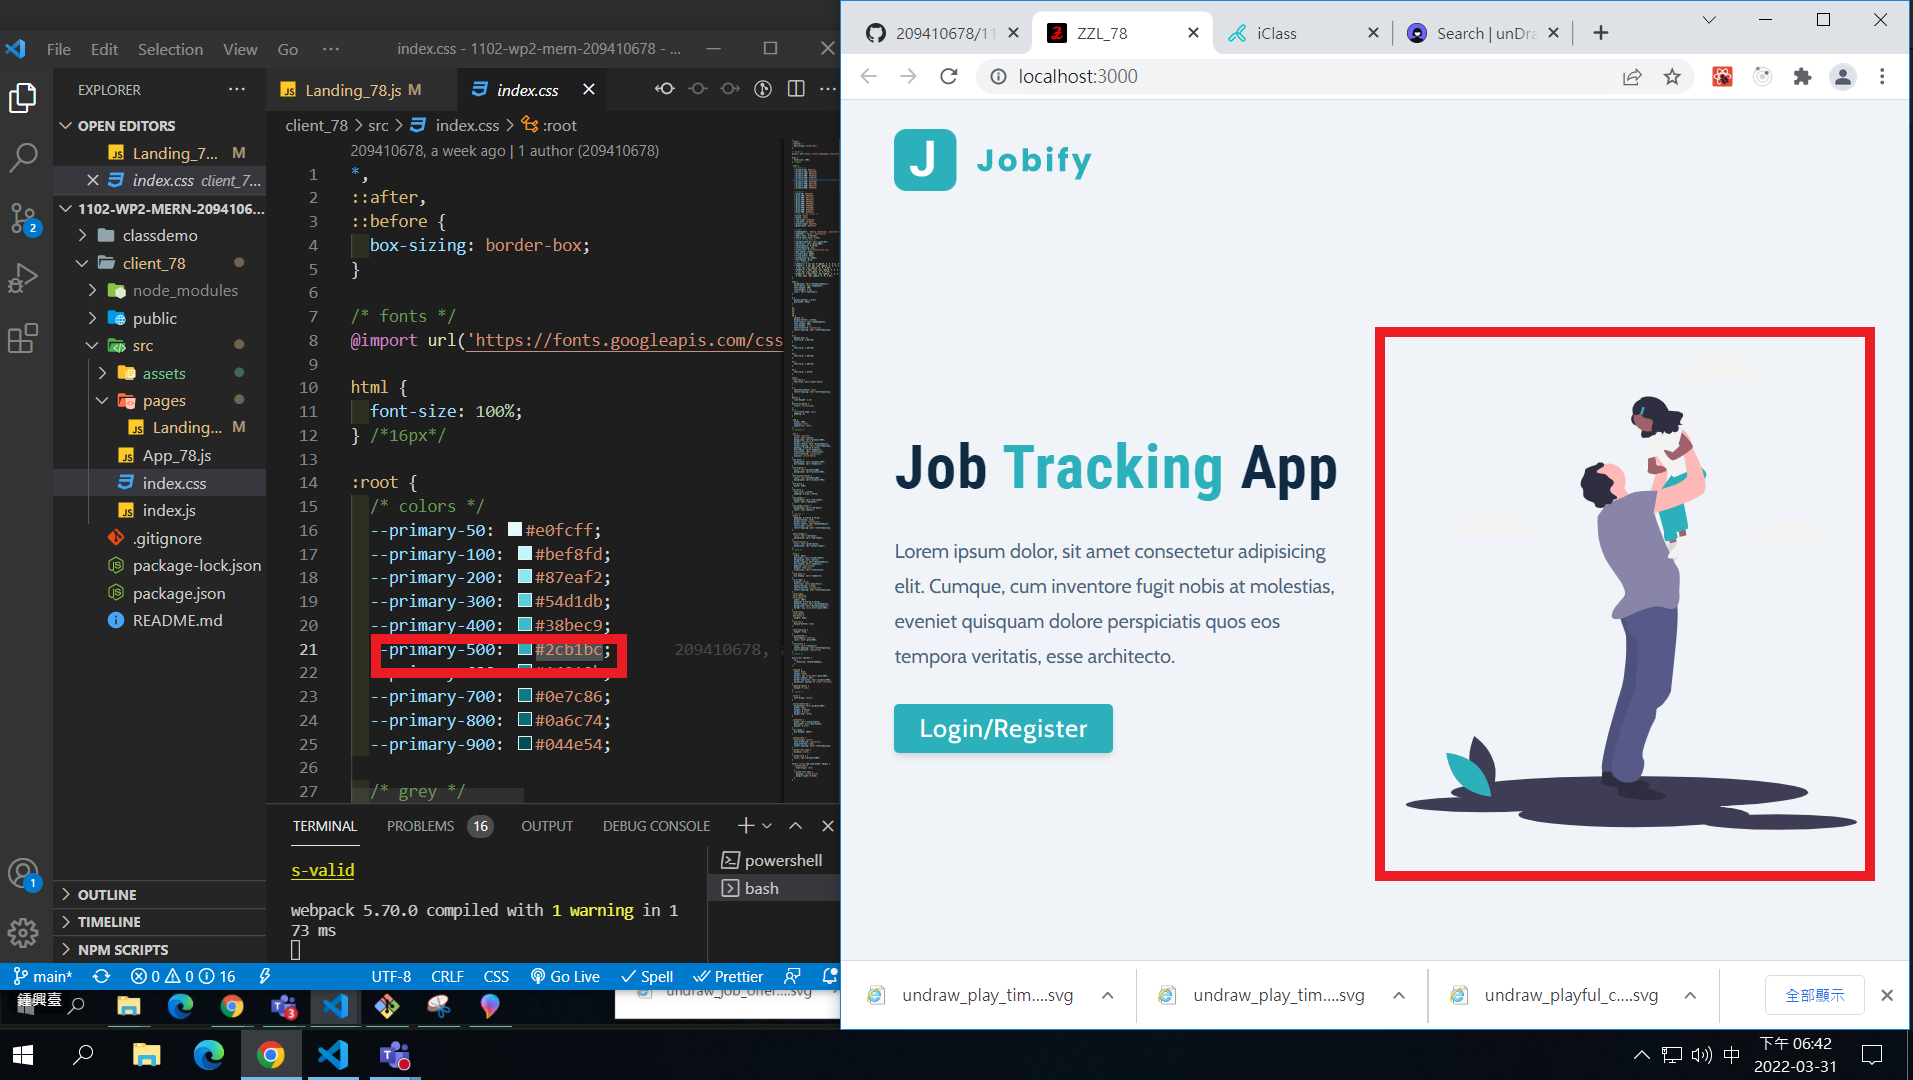 File Edit Selection View Go ··· index.css - 1102-wp2-mern-209410678 - ...
EXPLORER
OPEN EDITORS
Landing_7... M
index.css client_7...
1102-WP2-MERN-2094106...
classdemo
client_78
node_modules
public
src
assets
pages
Landing... M
App_78.js
index.css
index.js
.gitignore
package-lock.json
package.json
README.md
OUTLINE
TIMELINE
NPM SCRIPTS
2
1
Landing_78.js M index.css
client_78 > src > index.css > :root
209410678, a week ago | 1 author (209410678)
1 *,
2 ::after,
3 ::before {
4 box-sizing: border-box;
5 }
6
7 /* fonts */
8 @import url('https://fonts.googleapis.com/css
9
10 html {
11 font-size: 100%;
12 } /*16px*/
13
14 :root {
15 /* colors */
16 --primary-50: #e0fcff;
17 --primary-100: #bef8fd;
18 --primary-200: #87eaf2;
19 --primary-300: #54d1db;
20 --primary-400: #38bec9;
21 -primary-500: #2cb1bc; 209410678,
22
23 --primary-700: #0e7c86;
24 --primary-800: #0a6c74;
25 --primary-900: #044e54;
26
27 /* grey */
TERMINAL PROBLEMS 16 OUTPUT DEBUG CONSOLE
s-valid
webpack 5.70.0 compiled with 1 warning in 1
73 ms
powershell
bash
main* 0 0 16 UTF-8 CRLF CSS Go Live Spell Prettier
鍾興臺
3
undraw_job_offer....svg
209410678/11 ZZL_78 iClass Search | unDra
localhost:3000
J Jobify
Job Tracking App
Lorem ipsum dolor, sit amet consectetur adipisicing
elit. Cumque, cum inventore fugit nobis at molestias,
eveniet quisquam dolore perspiciatis quos eos
tempora veritatis, esse architecto.
Login/Register
undraw_play_tim....svg undraw_play_tim....svg undraw_playful_c....svg 全部顯示
中
下午 06:42
2022-03-31